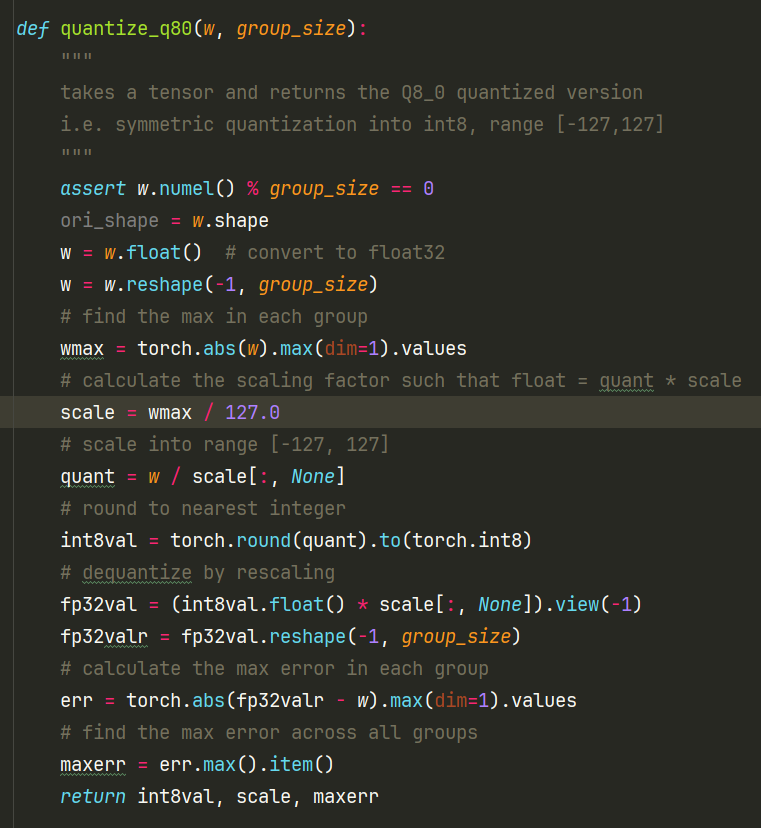 def quantize_q80(w, group_size):
    """
    takes a tensor and returns the Q8_0 quantized version
    i.e. symmetric quantization into int8, range [-127,127]
    """
    assert w.numel() % group_size == 0
    ori_shape = w.shape
    w = w.float()  # convert to float32
    w = w.reshape(-1, group_size)
    # find the max in each group
    wmax = torch.abs(w).max(dim=1).values
    # calculate the scaling factor such that float = quant * scale
    scale = wmax / 127.0
    # scale into range [-127, 127]
    quant = w / scale[:, None]
    # round to nearest integer
    int8val = torch.round(quant).to(torch.int8)
    # dequantize by rescaling
    fp32val = (int8val.float() * scale[:, None]).view(-1)
    fp32valr = fp32val.reshape(-1, group_size)
    # calculate the max error in each group
    err = torch.abs(fp32valr - w).max(dim=1).values
    # find the max error across all groups
    maxerr = err.max().item()
    return int8val, scale, maxerr